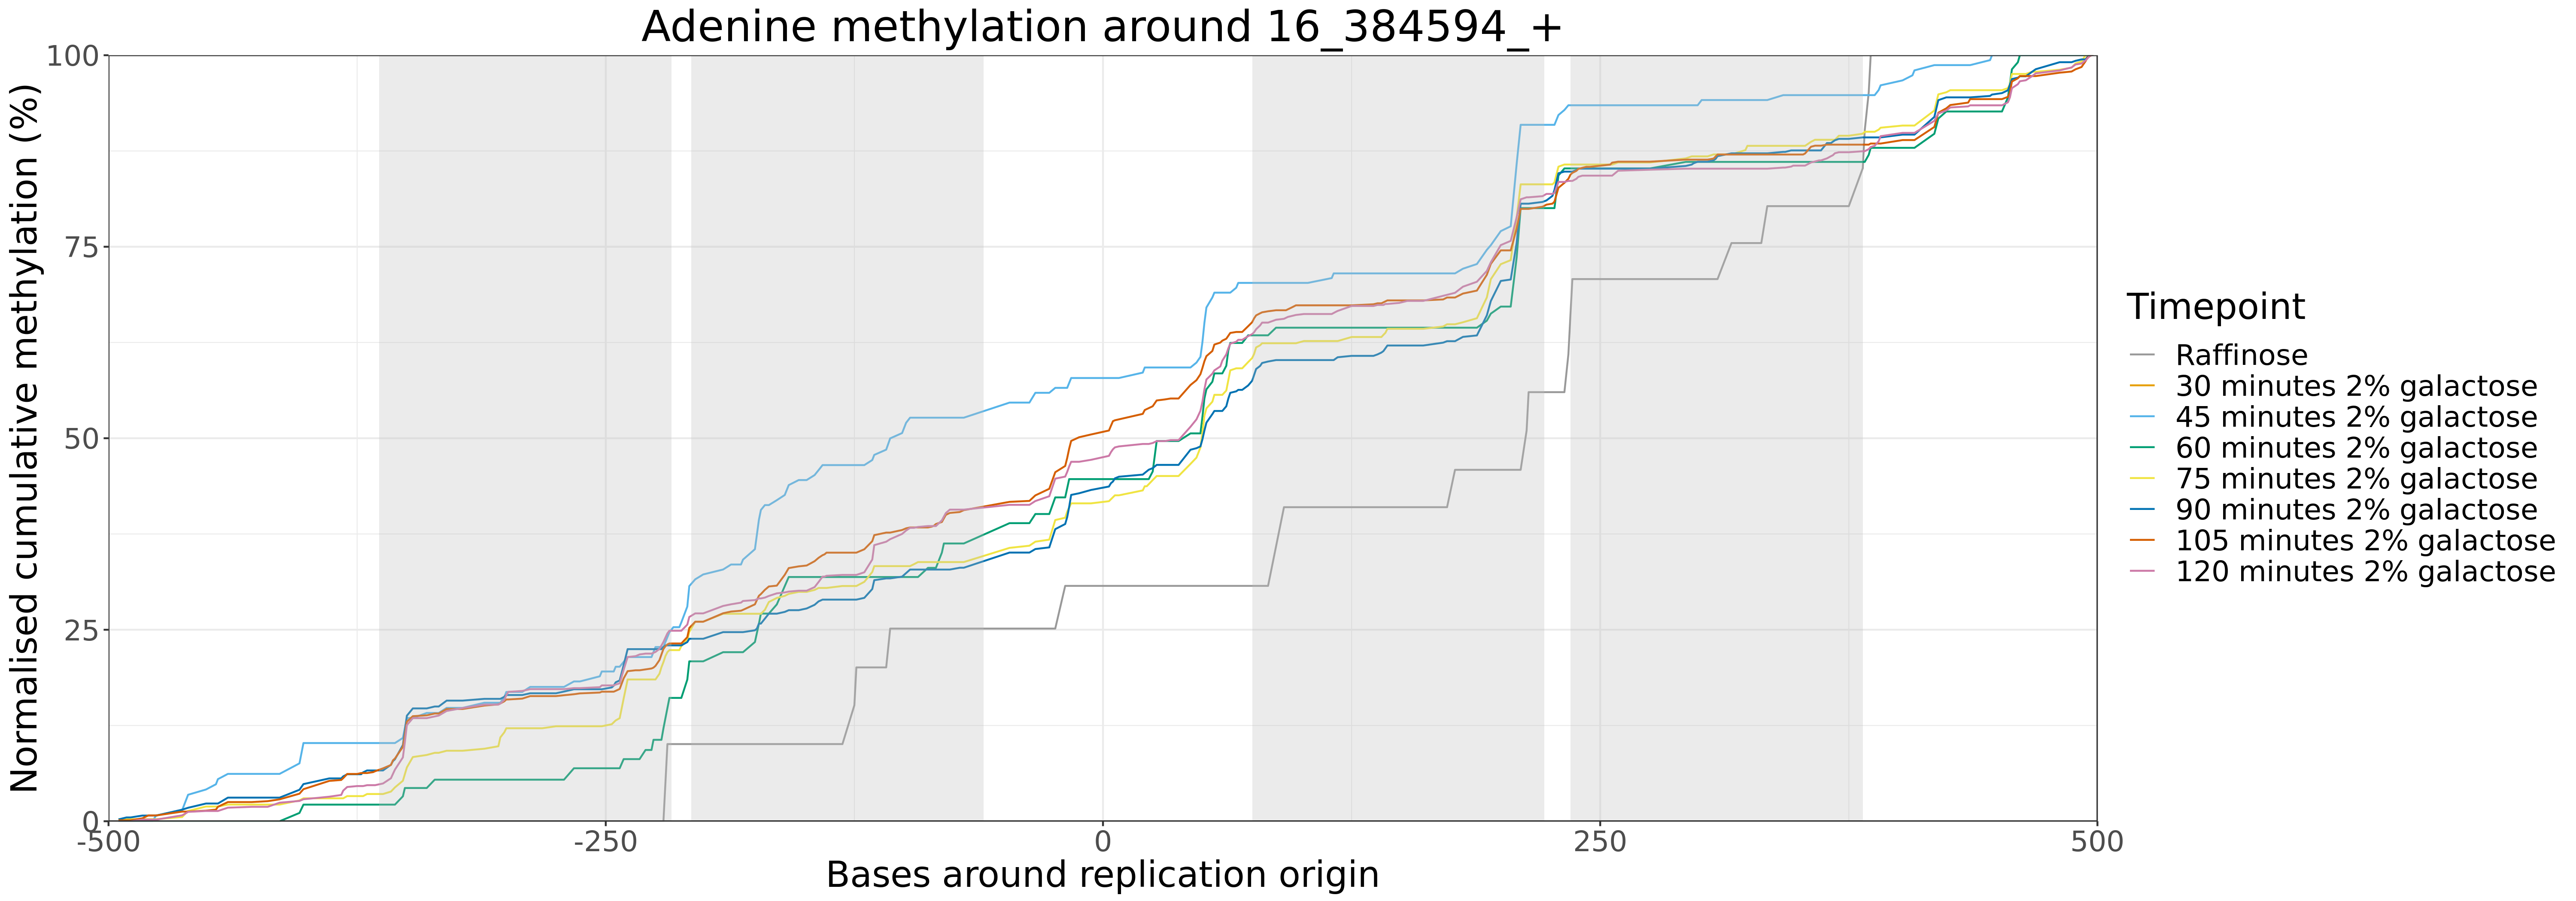 Adenine methylation around 16_384594_+
Normalised cumulative methylation (%)
100
75
50
25
0
-500
-250
0
250
500
Bases around replication origin
Timepoint
Raffinose
30 minutes 2% galactose
45 minutes 2% galactose
60 minutes 2% galactose
75 minutes 2% galactose
90 minutes 2% galactose
105 minutes 2% galactose
120 minutes 2% galactose